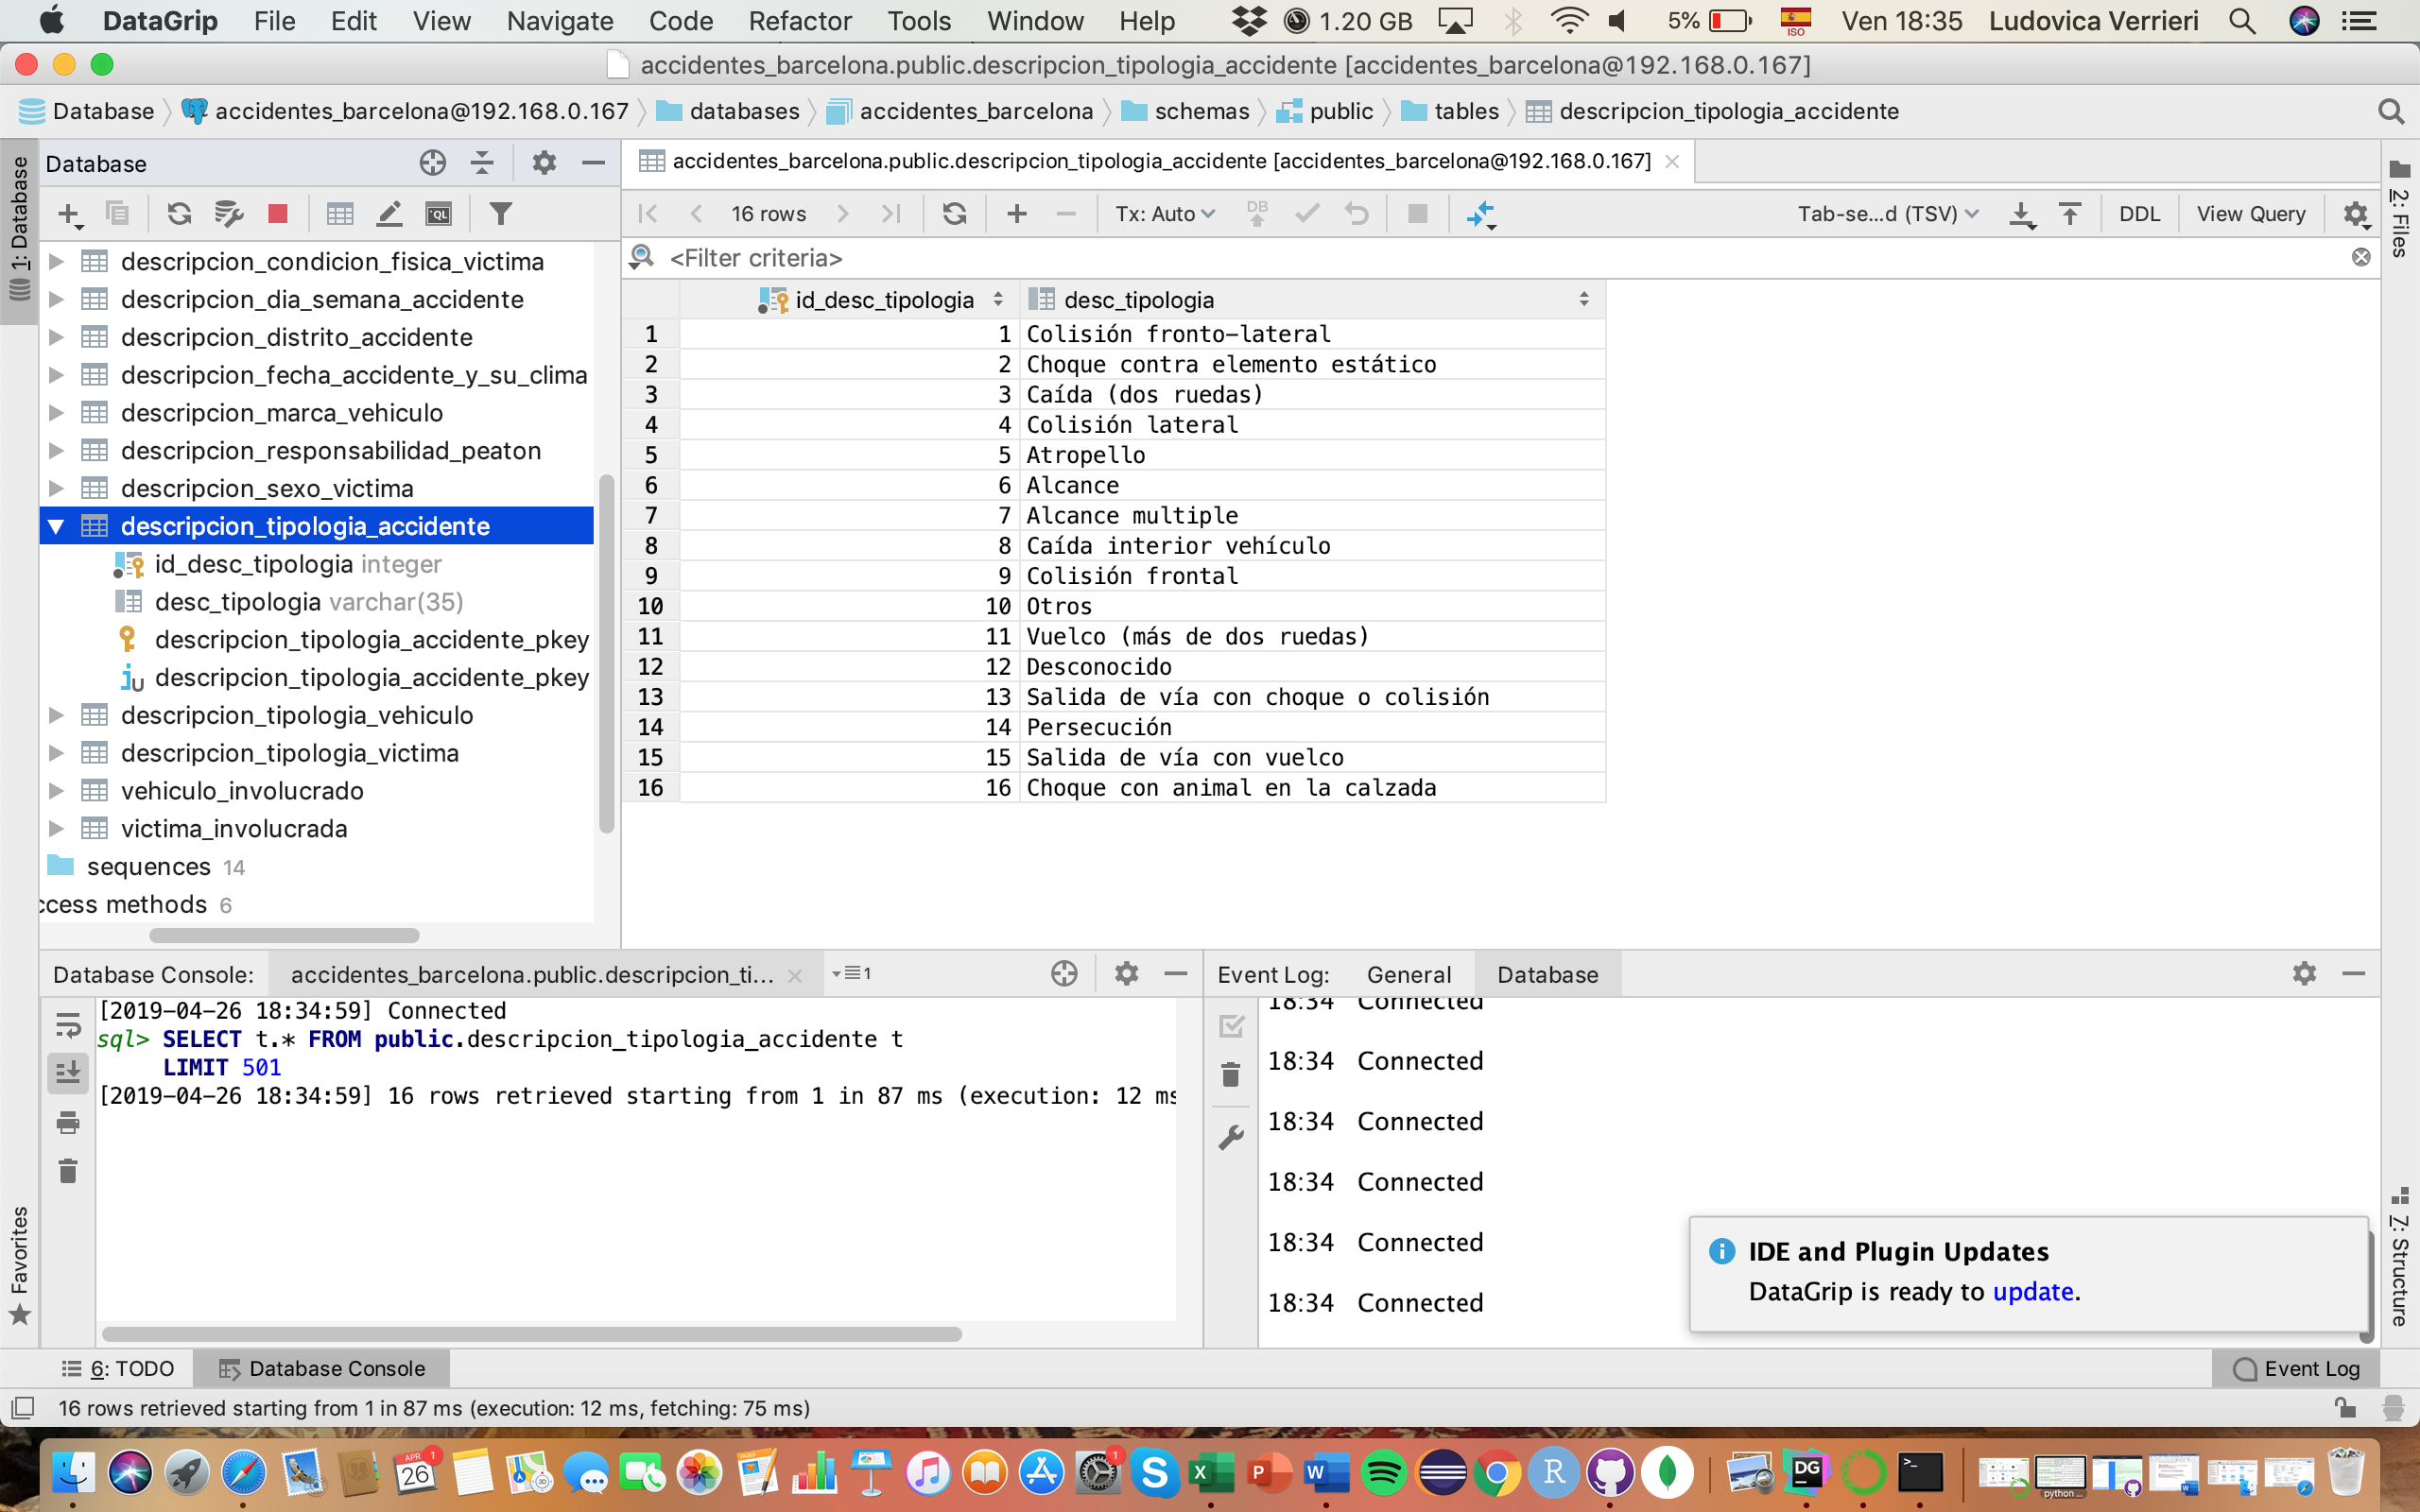 DataGrip File Edit View Navigate Code Refactor Tools Window Help 1.20 GB 5% ISO Ven 18:35 Ludovica Verrieri
accidentes_barcelona.public.descripcion_tipologia_accidente [accidentes_barcelona@192.168.0.167]
Database accidentes_barcelona@192.168.0.167 databases accidentes_barcelona schemas public tables descripcion_tipologia_accidente
1: Database
Favorites
Database
QL
descripcion_condicion_fisica_victima
descripcion_dia_semana_accidente
descripcion_distrito_accidente
descripcion_fecha_accidente_y_su_clima
descripcion_marca_vehiculo
descripcion_responsabilidad_peaton
descripcion_sexo_victima
descripcion_tipologia_accidente
id_desc_tipologia integer
desc_tipologia varchar(35)
descripcion_tipologia_accidente_pkey
descripcion_tipologia_accidente_pkey
descripcion_tipologia_vehiculo
descripcion_tipologia_victima
vehiculo_involucrado
victima_involucrada
sequences 14
ccess methods 6
accidentes_barcelona.public.descripcion_tipologia_accidente [accidentes_barcelona@192.168.0.167]
16 rows Tx: Auto DB Tab-se...d (TSV) DDL View Query
<Filter criteria>
id_desc_tipologia desc_tipologia
1 1 Colisión fronto-lateral
2 2 Choque contra elemento estático
3 3 Caída (dos ruedas)
4 4 Colisión lateral
5 5 Atropello
6 6 Alcance
7 7 Alcance multiple
8 8 Caída interior vehículo
9 9 Colisión frontal
10 10 Otros
11 11 Vuelco (más de dos ruedas)
12 12 Desconocido
13 13 Salida de vía con choque o colisión
14 14 Persecución
15 15 Salida de vía con vuelco
16 16 Choque con animal en la calzada
2: Files
7: Structure
Database Console: accidentes_barcelona.public.descripcion_ti... 1
[2019-04-26 18:34:59] Connected
sql> SELECT t.* FROM public.descripcion_tipologia_accidente t
LIMIT 501
[2019-04-26 18:34:59] 16 rows retrieved starting from 1 in 87 ms (execution: 12 ms
Event Log: General Database
18:34 Connected
18:34 Connected
18:34 Connected
18:34 Connected
18:34 Connected
18:34 Connected
IDE and Plugin Updates
DataGrip is ready to update.
6: TODO Database Console Event Log
16 rows retrieved starting from 1 in 87 ms (execution: 12 ms, fetching: 75 ms)
APR 26 1 1 S X P W R DG >_ python ...